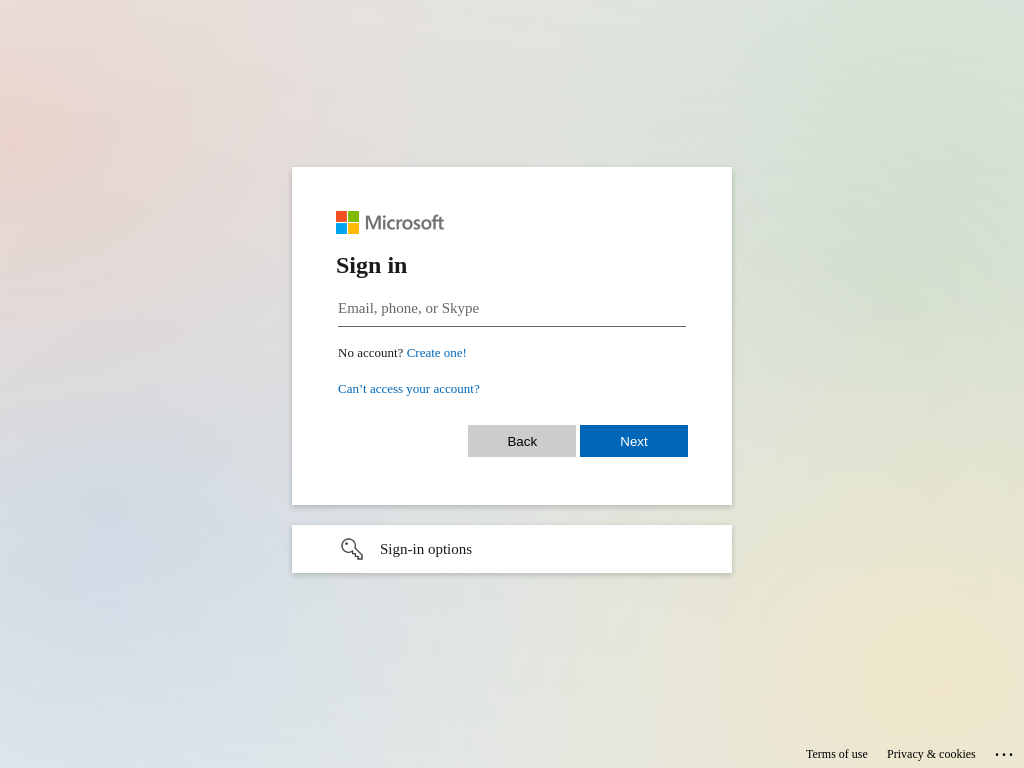 Microsoft
Sign in
Email, phone, or Skype
No account? Create one!
Can’t access your account?
Back Next
Sign-in options
Terms of use Privacy & cookies ...